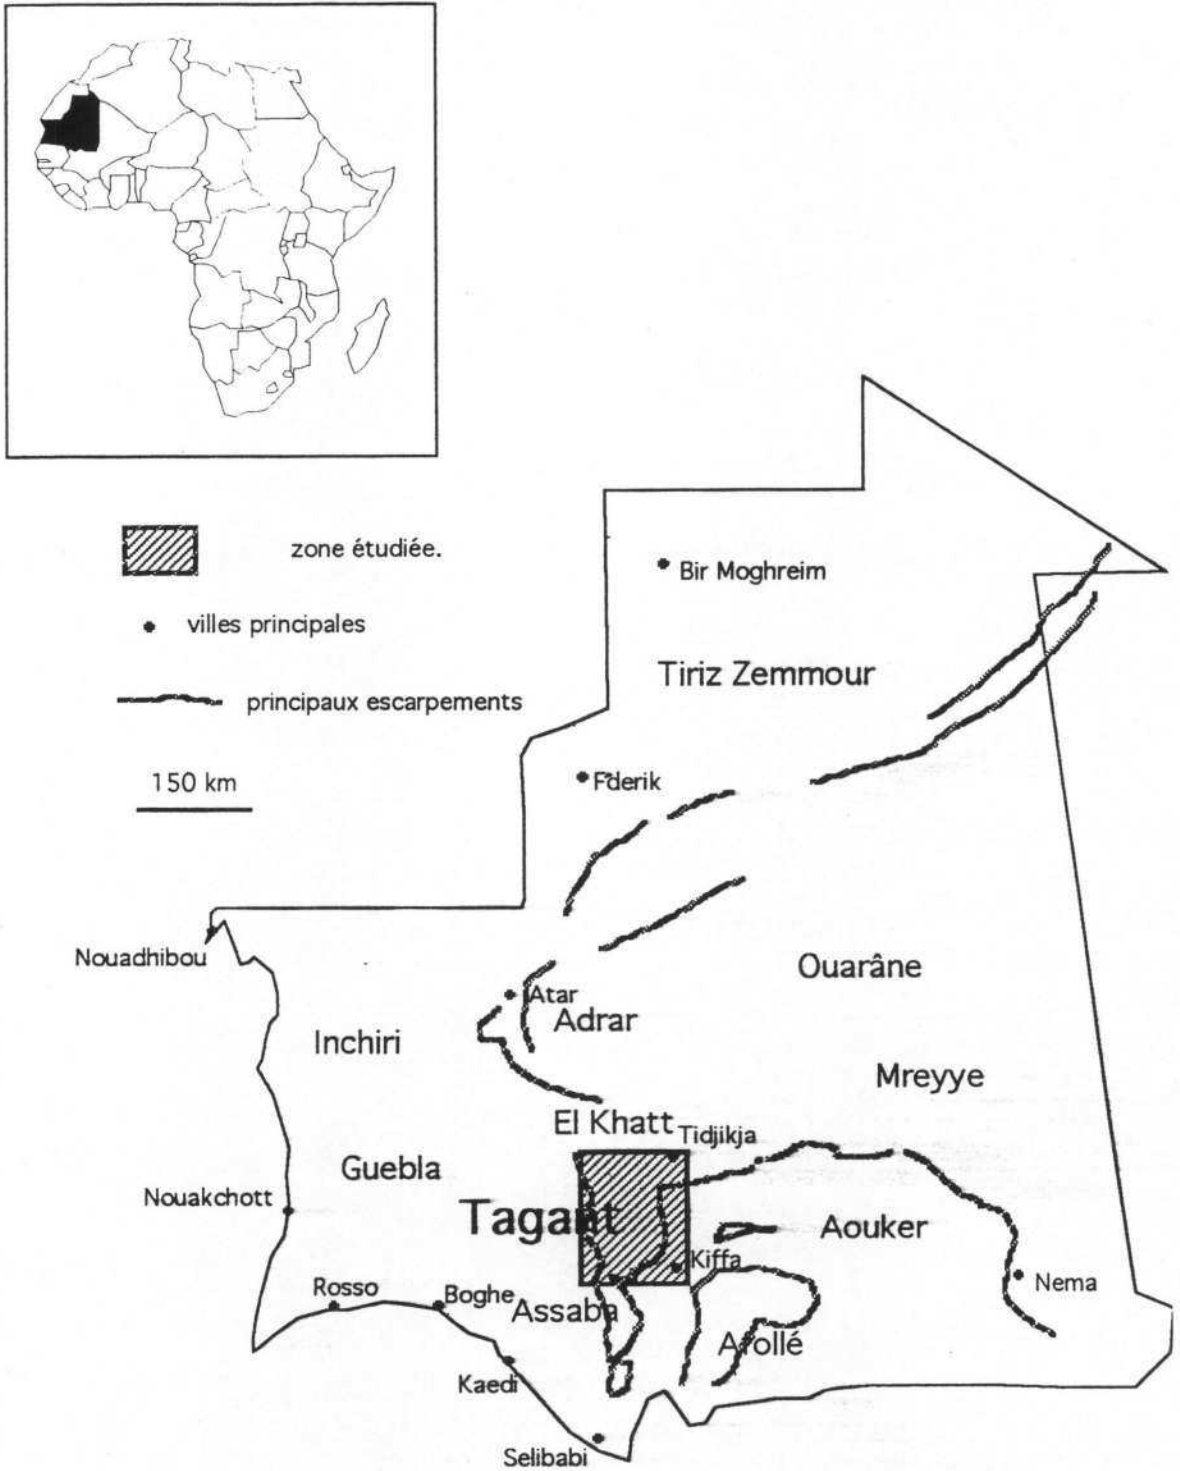 zone étudiée.
villes principales
principaux escarpements
150 km
Bir Moghreim
Tiriz Zemmour
F'derik
Nouadhibou
Ouarâne
Atar
Adrar
Inchiri
Mreyye
El Khatt
Tidjikja
Guebla
Nouakchott
Tagant
Aouker
Kiffa
Nema
Rosso
Boghe
Assaba
Afollé
Kaedi
Selibabi